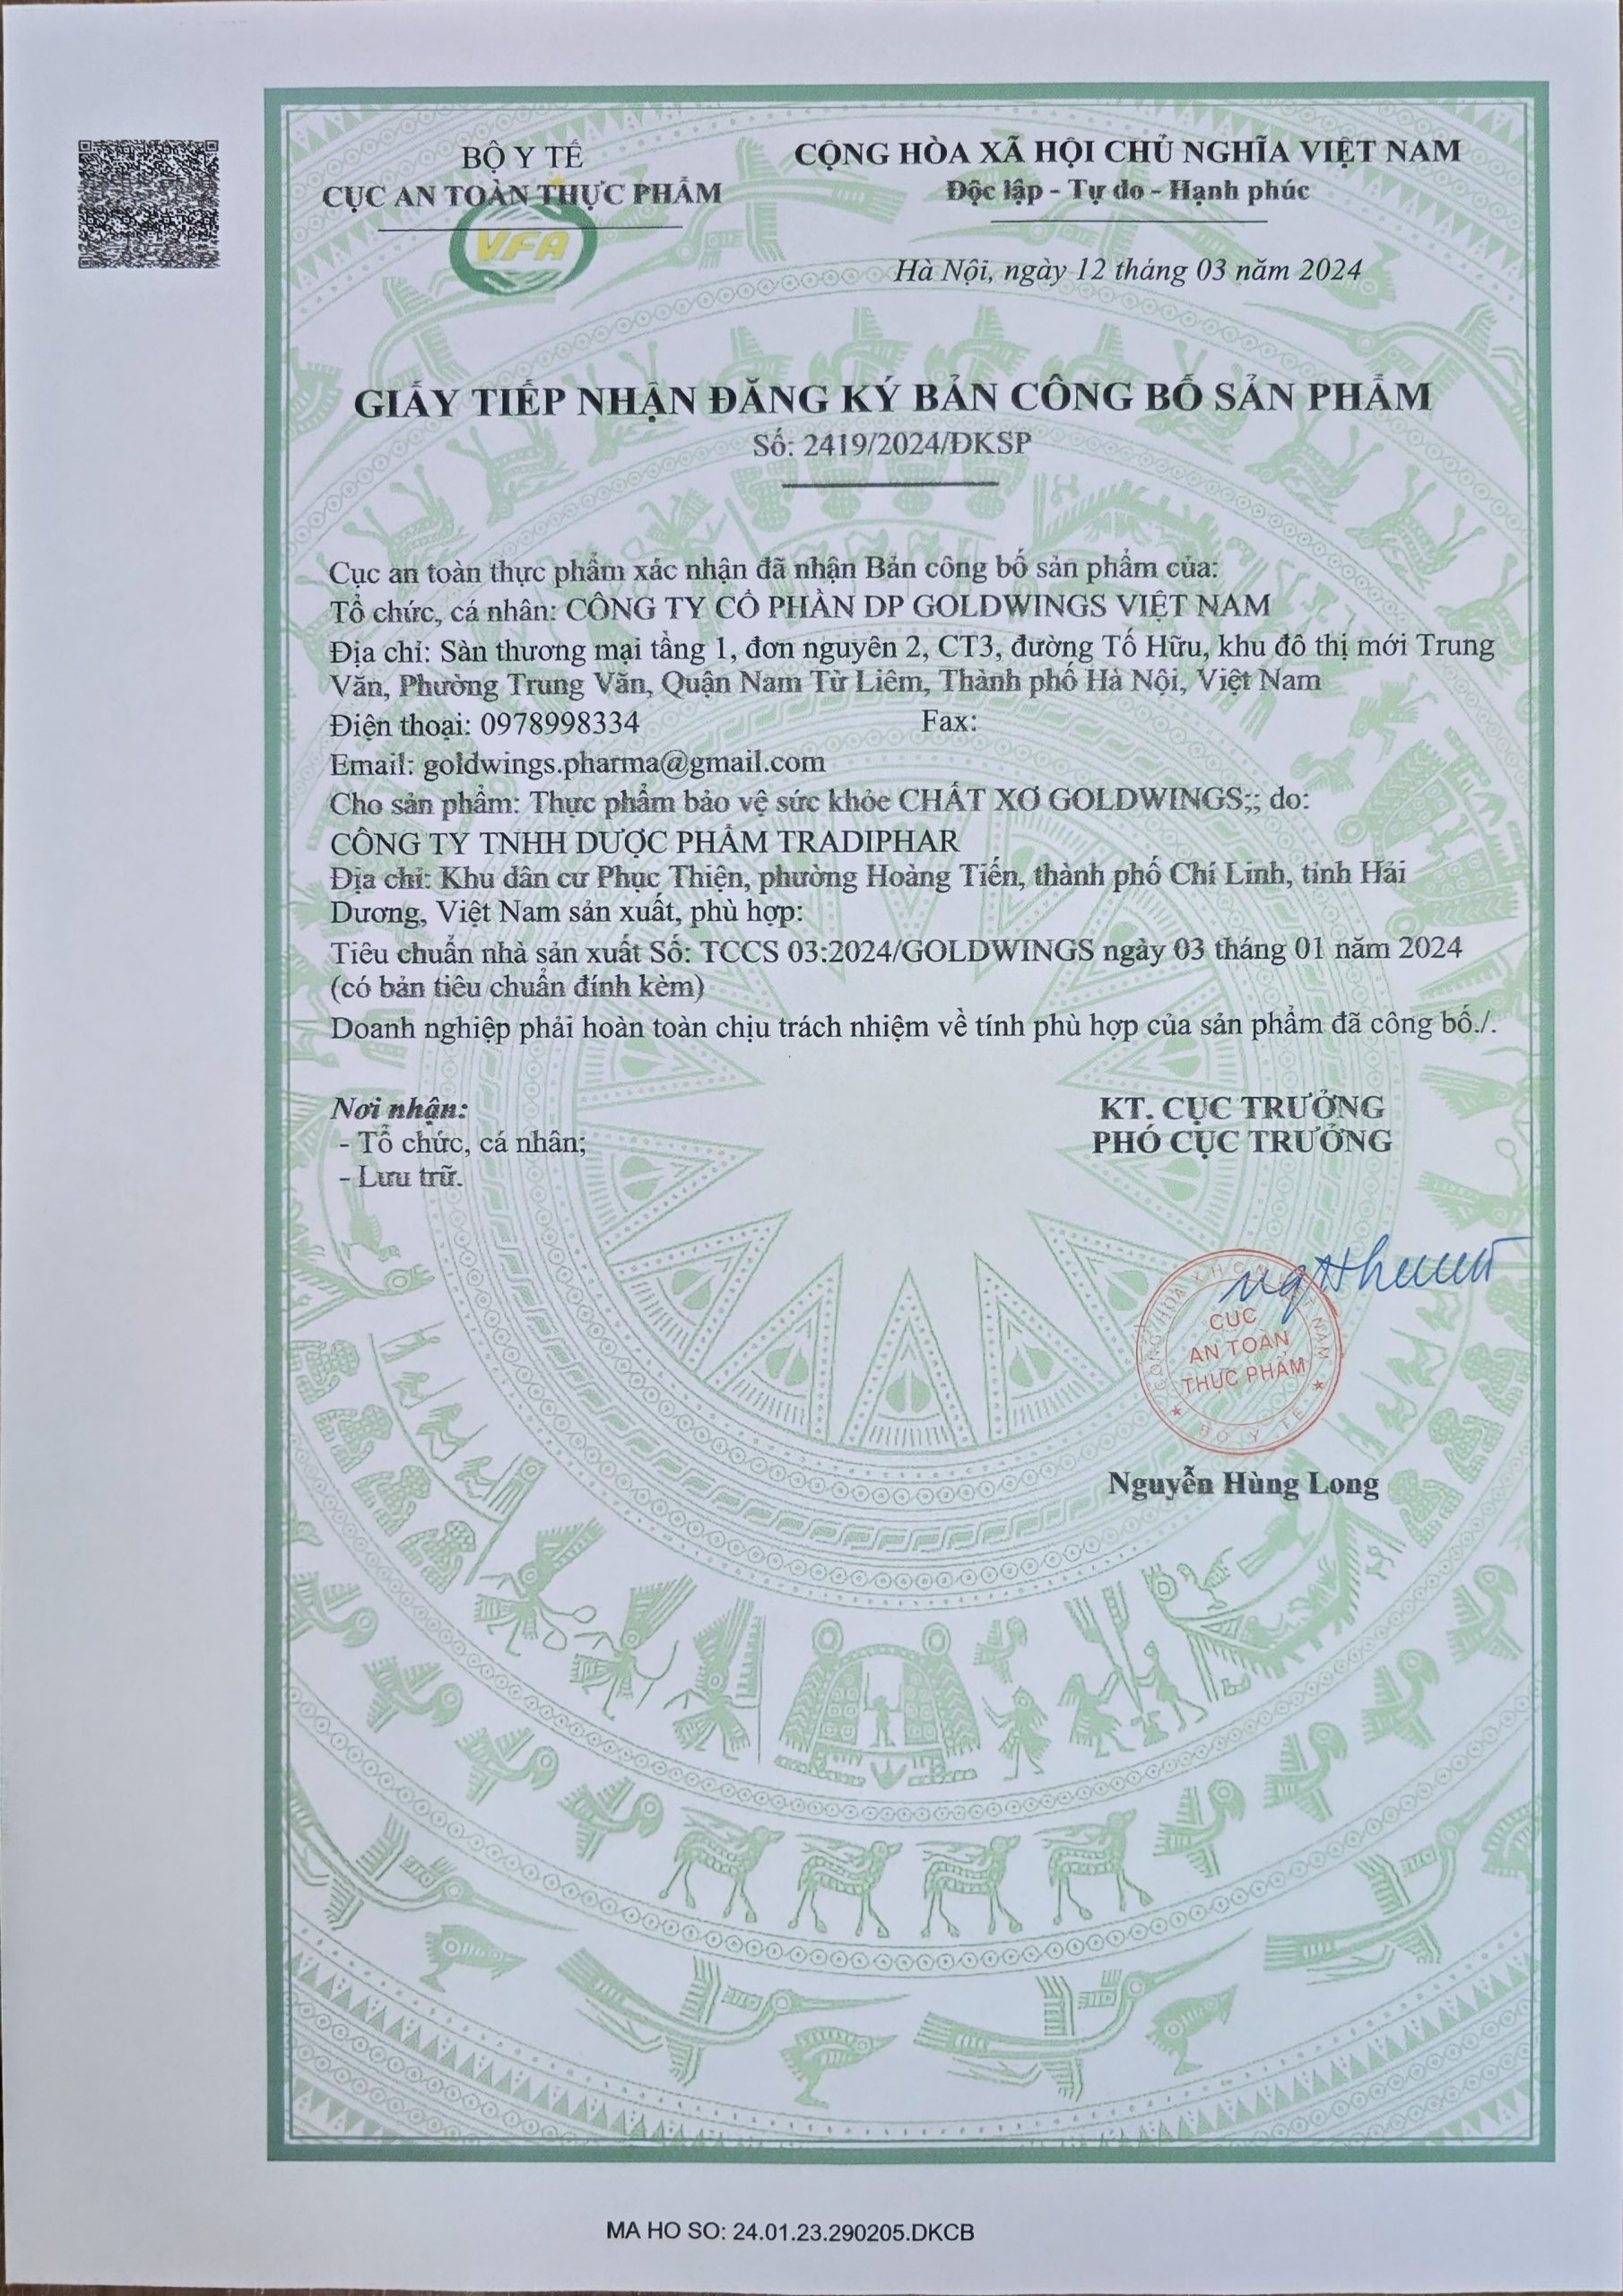 BỘ Y TẾ
CỤC AN TOÀN THỰC PHẨM
VFA
CỘNG HÒA XÃ HỘI CHỦ NGHĨA VIỆT NAM
Độc lập - Tự do - Hạnh phúc
Hà Nội, ngày 12 tháng 03 năm 2024
GIẤY TIẾP NHẬN ĐĂNG KÝ BẢN CÔNG BỐ SẢN PHẨM
Số: 2419/2024/ĐKSP
Cục an toàn thực phẩm xác nhận đã nhận Bản công bố sản phẩm của:
Tổ chức, cá nhân: CÔNG TY CỔ PHẦN DP GOLDWINGS VIỆT NAM
Địa chỉ: Sàn thương mại tầng 1, đơn nguyên 2, CT3, đường Tố Hữu, khu đô thị mới Trung
Văn, Phường Trung Văn, Quận Nam Từ Liêm, Thành phố Hà Nội, Việt Nam
Điện thoại: 0978998334 Fax:
Email: goldwings.pharma@gmail.com
Cho sản phẩm: Thực phẩm bảo vệ sức khỏe CHẤT XƠ GOLDWINGS;; do:
CÔNG TY TNHH DƯỢC PHẨM TRADIPHAR
Địa chỉ: Khu dân cư Phục Thiện, phường Hoàng Tiến, thành phố Chí Linh, tỉnh Hải
Dương, Việt Nam sản xuất, phù hợp:
Tiêu chuẩn nhà sản xuất Số: TCCS 03:2024/GOLDWINGS ngày 03 tháng 01 năm 2024
(có bản tiêu chuẩn đính kèm)
Doanh nghiệp phải hoàn toàn chịu trách nhiệm về tính phù hợp của sản phẩm đã công bố./.
Nơi nhận:
- Tổ chức, cá nhân;
- Lưu trữ.
KT. CỤC TRƯỞNG
PHÓ CỤC TRƯỞNG
CỘNG HÒA X.H.C.N VIỆT NAM
CỤC
AN TOÀN
THỰC PHẨM
★ BỘ Y TẾ ★
Nguyễn Hùng Long
MA HO SO: 24.01.23.290205.DKCB